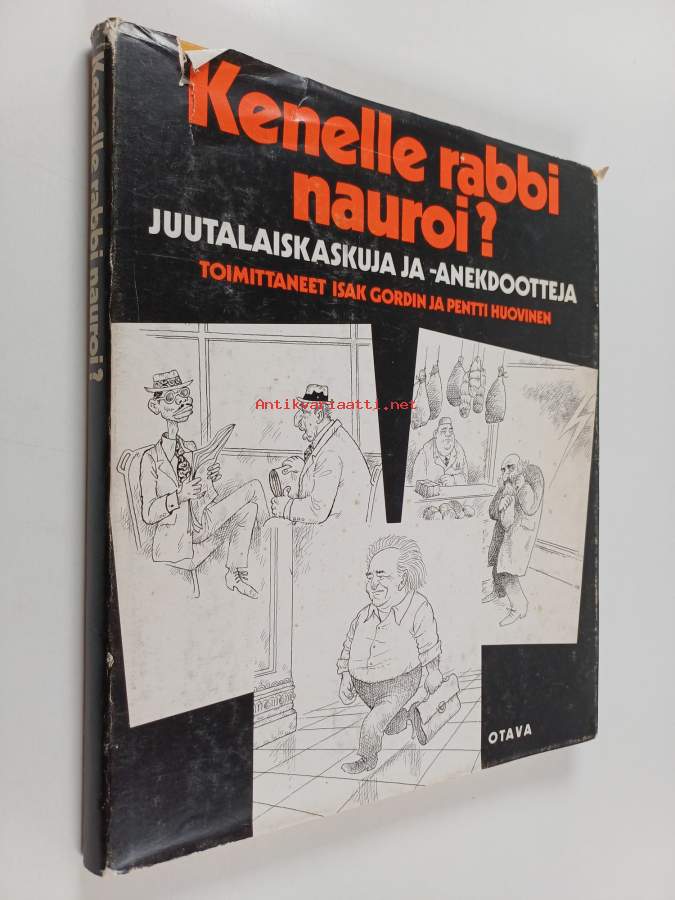 Kenelle rabbi
nauroi?
JUUTALAISKASKUJA JA -ANEKDOOTTEJA
TOIMITTANEET ISAK GORDIN JA PENTTI HUOVINEN
Kenelle rabbi nauroi?
Antikvariaatti.net
OTAVA